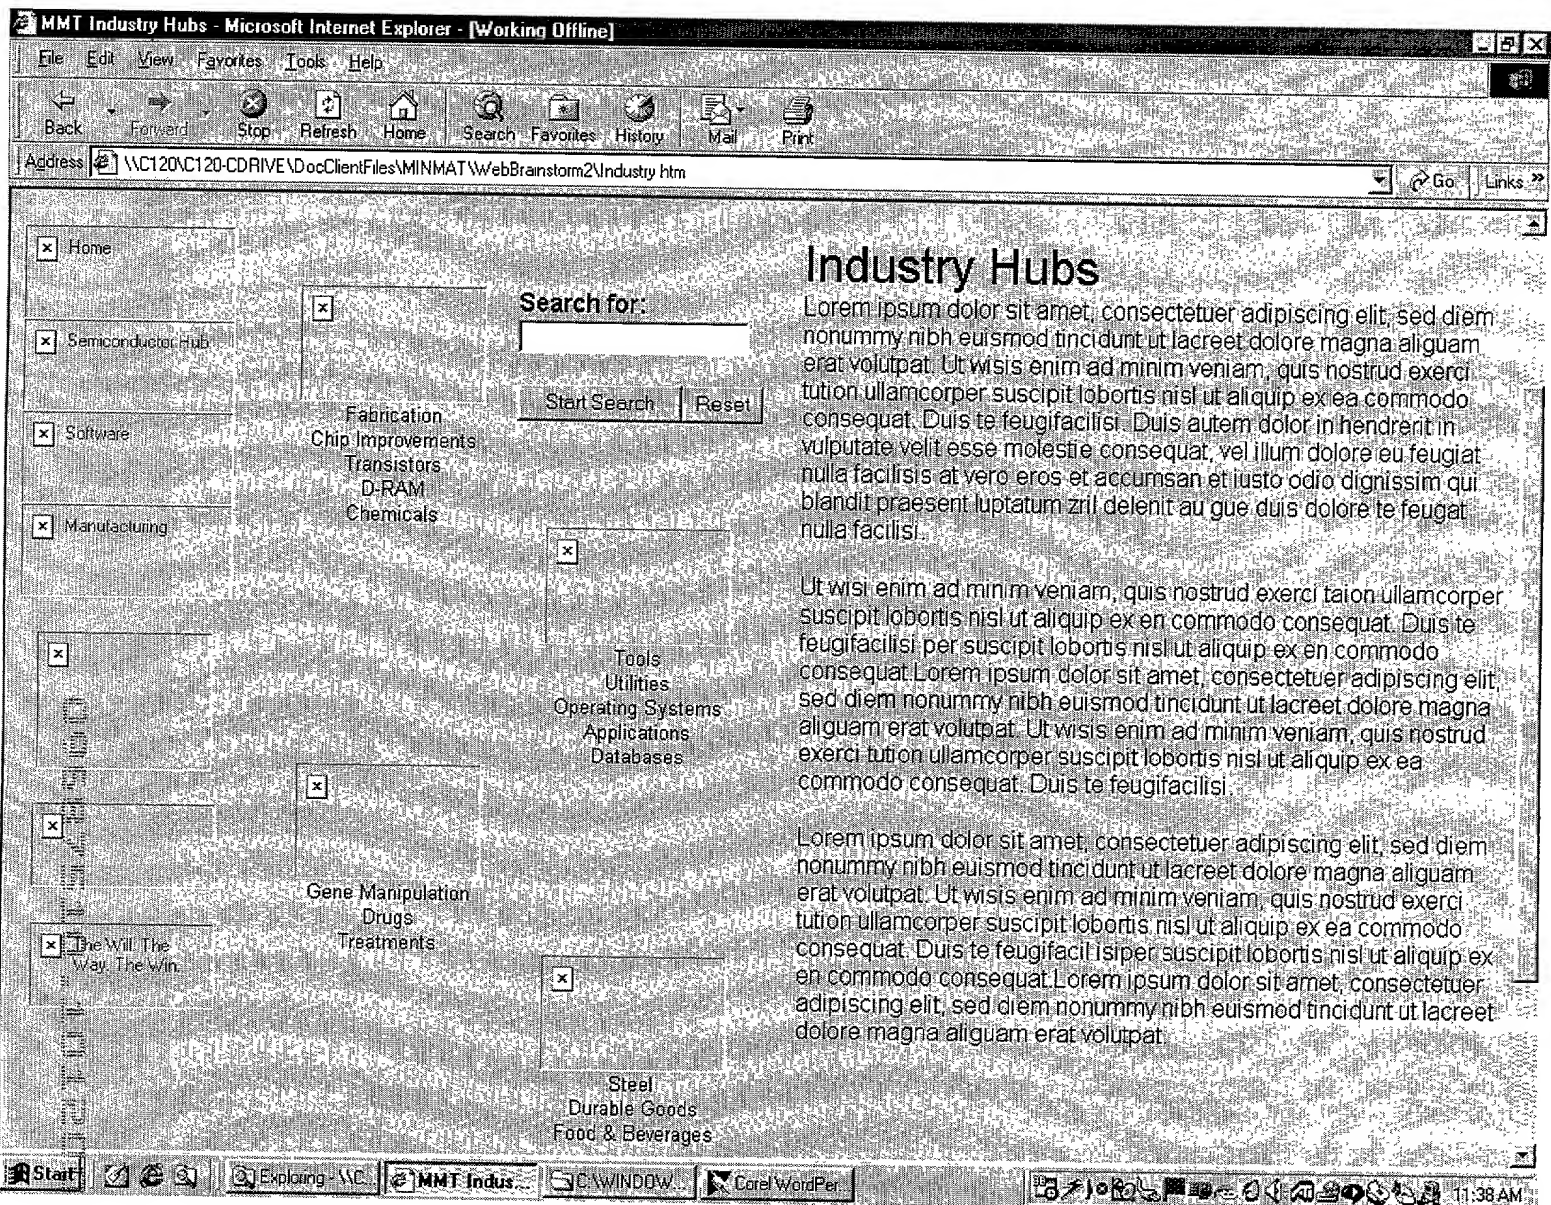 MMT Industry Hubs - Microsoft Internet Explorer - [Working Offline]
File Edit View Favorites Tools Help
Back Forward Stop Refresh Home Search Favorites History Mail Print
Address \\C120\C120-CDRIVE\DocClientFiles\MINMAT\WebBrainstorm2\Industry htm Go Links »
Home
Semiconductor Hub
Software
Manufacturing
The Will. The
Way. The Win.
Fabrication
Chip Improvements
Transistors
D-RAM
Chemicals
Search for:
Start Search Reset
Tools
Utilities
Operating Systems
Applications
Databases
Gene Manipulation
Drugs
Treatments
Steel
Durable Goods
Food & Beverages
Industry Hubs
Lorem ipsum dolor sit amet, consectetuer adipiscing elit, sed diem
nonummy nibh euismod tincidunt ut lacreet dolore magna aliguam
erat volutpat. Ut wisis enim ad minim veniam, quis nostrud exerci
tution ullamcorper suscipit lobortis nisl ut aliquip ex ea commodo
consequat. Duis te feugifacilisi. Duis autem dolor in hendrerit in
vulputate velit esse molestie consequat, vel illum dolore eu feugiat
nulla facilisis at vero eros et accumsan et iusto odio dignissim qui
blandit praesent luptatum zril delenit au gue duis dolore te feugat
nulla facilisi.
Ut wisi enim ad minim veniam, quis nostrud exerci taion ullamcorper
suscipit lobortis nisl ut aliquip ex en commodo consequat. Duis te
feugifacilisi per suscipit lobortis nisl ut aliquip ex en commodo
consequat.Lorem ipsum dolor sit amet, consectetuer adipiscing elit,
sed diem nonummy nibh euismod tincidunt ut lacreet dolore magna
aliguam erat volutpat. Ut wisis enim ad minim veniam, quis nostrud
exerci tution ullamcorper suscipit lobortis nisl ut aliquip ex ea
commodo consequat. Duis te feugifacilisi.
Lorem ipsum dolor sit amet, consectetuer adipiscing elit, sed diem
nonummy nibh euismod tincidunt ut lacreet dolore magna aliguam
erat volutpat. Ut wisis enim ad minim veniam, quis nostrud exerci
tution ullamcorper suscipit lobortis nisl ut aliquip ex ea commodo
consequat. Duis te feugifacil isiper suscipit lobortis nisl ut aliquip ex
en commodo consequat.Lorem ipsum dolor sit amet, consectetuer
adipiscing elit, sed diem nonummy nibh euismod tincidunt ut lacreet
dolore magna aliguam erat volutpat.
Start Exploring - \\C... MMT Indus... C:\WINDOW... Corel WordPer... 11:38 AM